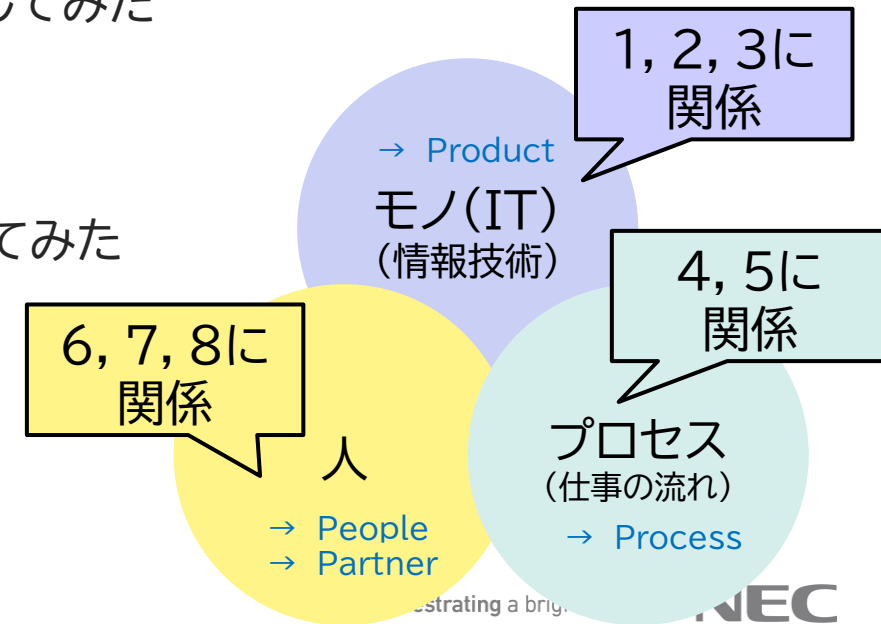 してみた
1, 2, 3に
関係
→ Product
モノ(IT)
(情報技術)
てみた
4, 5に
関係
6, 7, 8に
関係
人
プロセス
(仕事の流れ)
→ People
→ Partner
→ Process
strating a brig
NEC